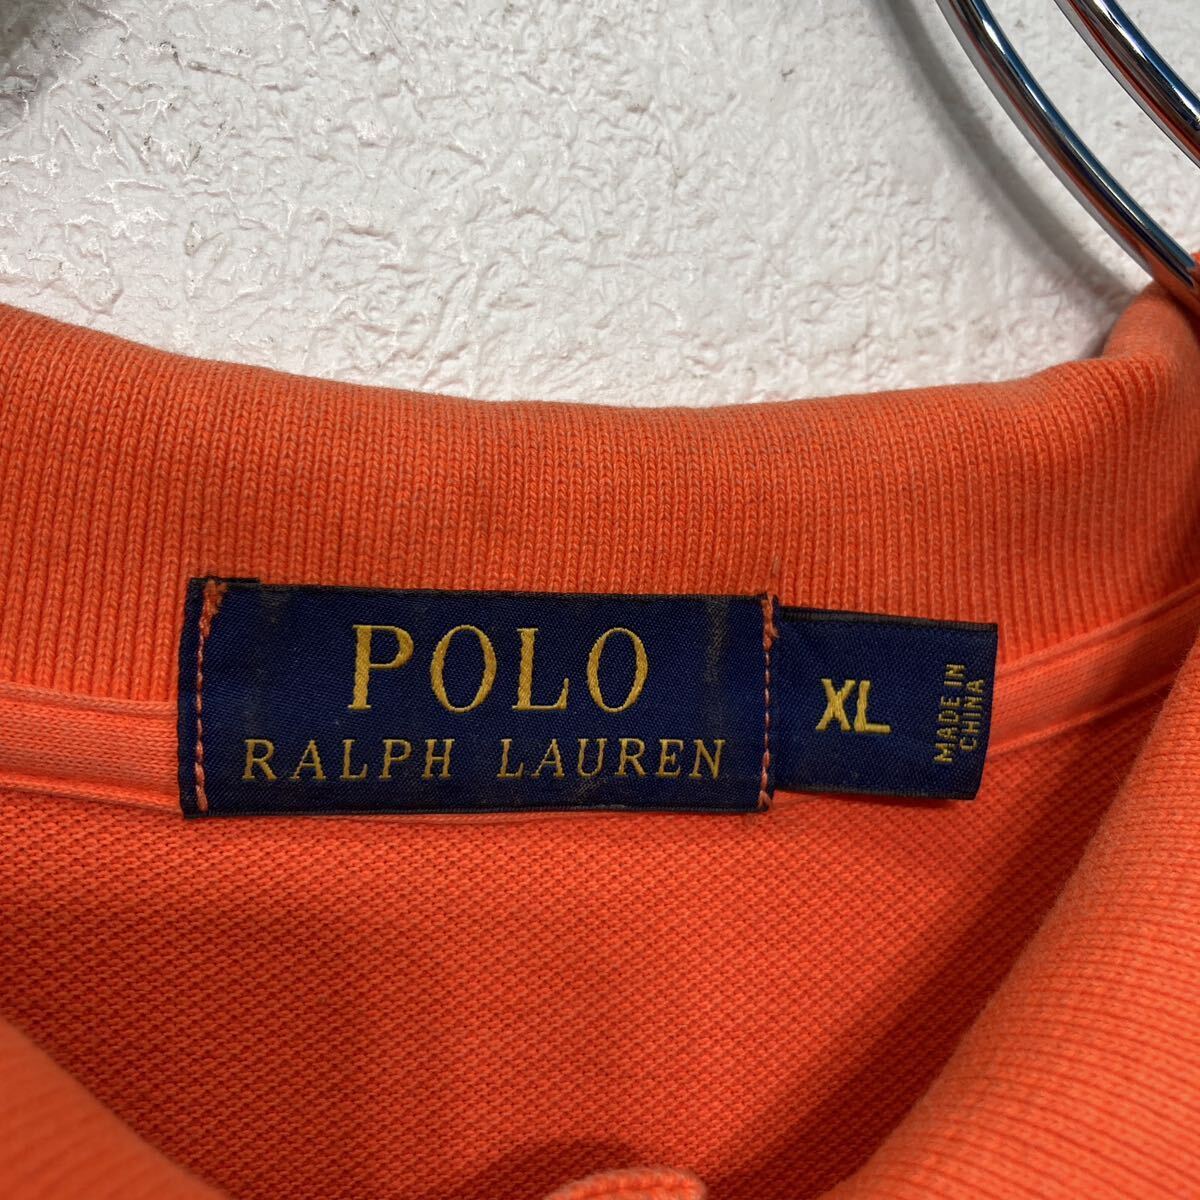 POLO
RALPH LAUREN
XL
MADE IN
CHINA